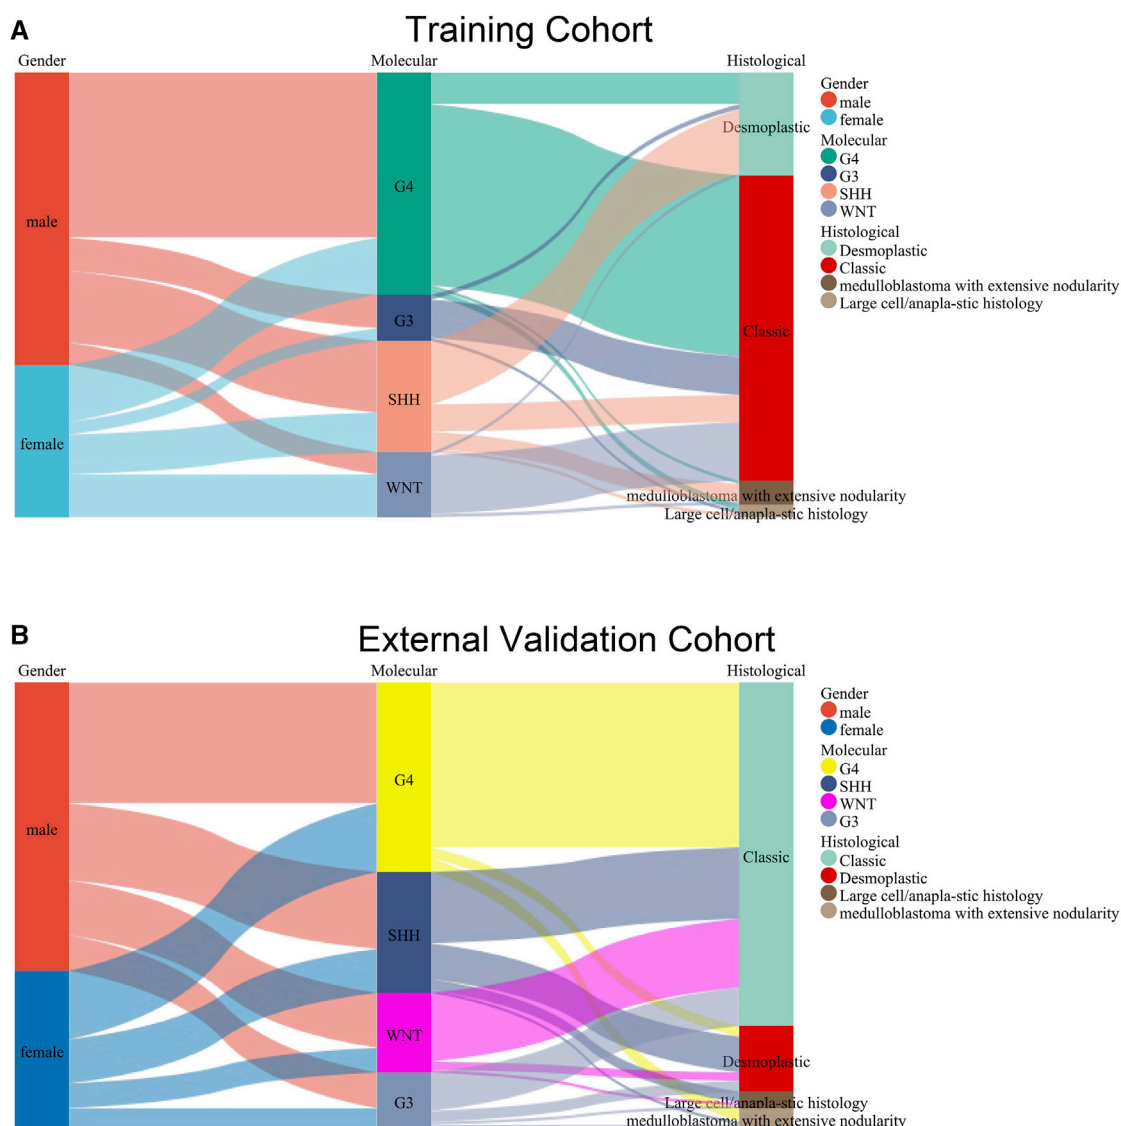 A
Training Cohort
Gender
Molecular
Histological
male
female
G4
G3
SHH
WNT
Desmoplastic
Classic
medulloblastoma with extensive nodularity
Large cell/anapla-stic histology
Gender
male
female
Molecular
G4
G3
SHH
WNT
Histological
Desmoplastic
Classic
medulloblastoma with extensive nodularity
Large cell/anapla-stic histology
B
External Validation Cohort
Gender
Molecular
Histological
male
female
G4
SHH
WNT
G3
Classic
Desmoplastic
Large cell/anapla-stic histology
medulloblastoma with extensive nodularity
Gender
male
female
Molecular
G4
SHH
WNT
G3
Histological
Classic
Desmoplastic
Large cell/anapla-stic histology
medulloblastoma with extensive nodularity